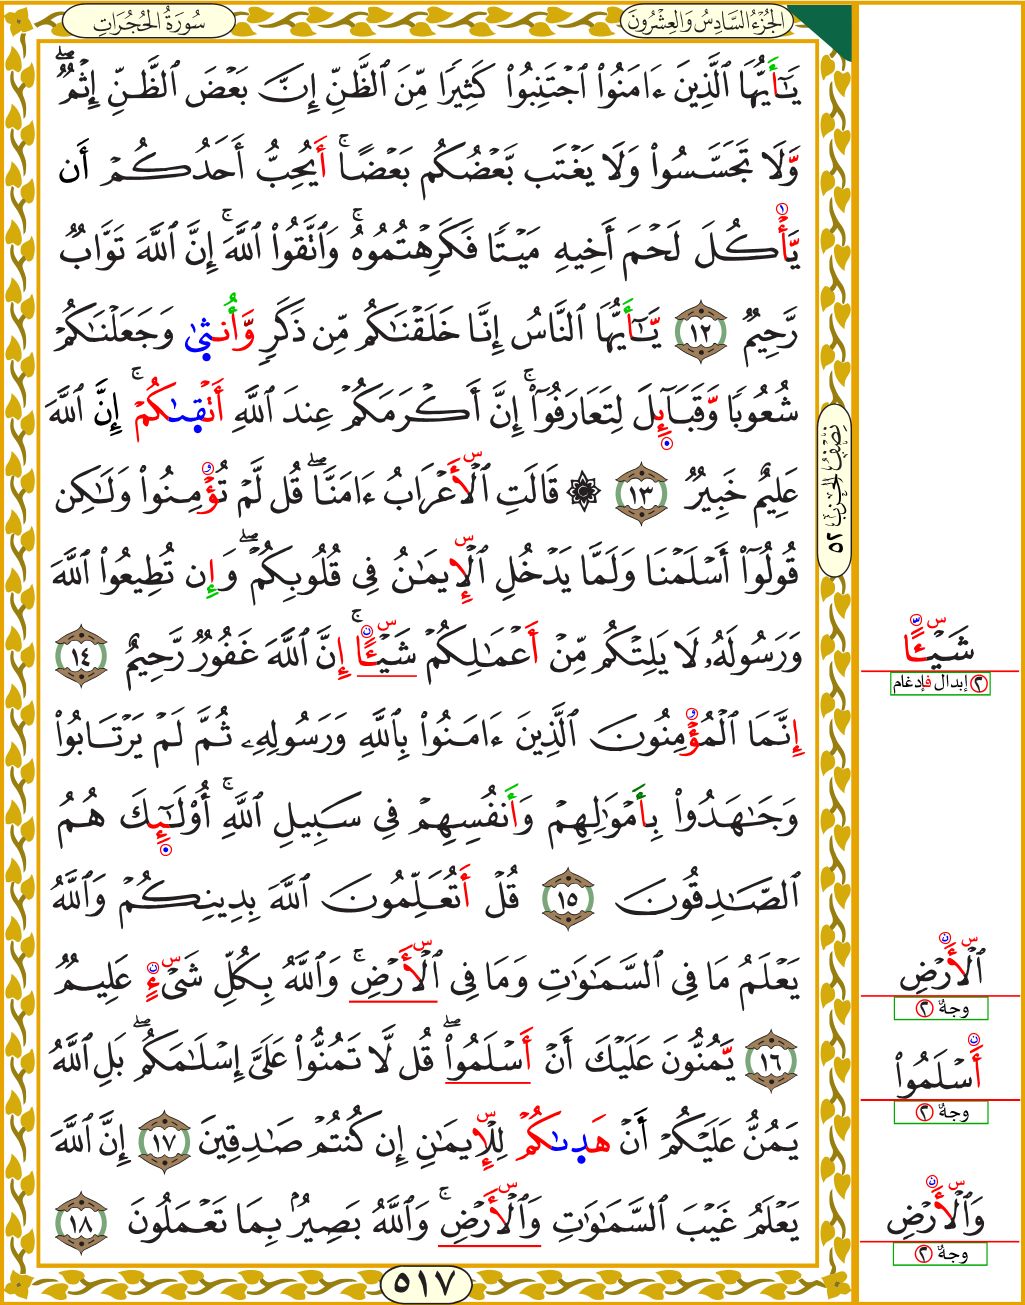 سُورَةُ الحُجُرَاتِ
الجُزْءُ السَّادِسُ وَالعِشْرُونَ
يَـٰٓأَيُّهَا ٱلَّذِينَ ءَامَنُوا۟ ٱجْتَنِبُوا۟ كَثِيرًا مِّنَ ٱلظَّنِّ إِنَّ بَعْضَ ٱلظَّنِّ إِثْمٌۖ
وَّلَا تَجَسَّسُوا۟ وَلَا يَغْتَب بَّعْضُكُم بَعْضًاۚ أَيُحِبُّ أَحَدُكُمْ أَن
يَّأْكُلَ لَحْمَ أَخِيهِ مَيْتًا فَكَرِهْتُمُوهُۚ وَٱتَّقُوا۟ ٱللَّهَۚ إِنَّ ٱللَّهَ تَوَّابٌ
رَّحِيمٌ ١٢ يَّـٰٓأَيُّهَا ٱلنَّاسُ إِنَّا خَلَقْنَـٰكُم مِّن ذَكَرٍ وَّأُنثٜىٰ وَجَعَلْنَـٰكُمْ
شُعُوبًا وَّقَبَآئِلَ لِتَعَارَفُوٓا۟ۚ إِنَّ أَكْرَمَكُمْ عِندَ ٱللَّهِ أَتْقٜىٰكُمْۚ إِنَّ ٱللَّهَ
عَلِيمٌ خَبِيرٌ ١٣ ۞ قَالَتِ ٱلْأَعْرَابُ ءَامَنَّاۖ قُل لَّمْ تُؤْمِنُوا۟ وَلَـٰكِن
قُولُوٓا۟ أَسْلَمْنَا وَلَمَّا يَدْخُلِ ٱلْإِيمَـٰنُ فِى قُلُوبِكُمْۖ وَإِن تُطِيعُوا۟ ٱللَّهَ
وَرَسُولَهُۥ لَا يَلِتْكُم مِّنْ أَعْمَـٰلِكُمْ شَيْـًٔاۚ إِنَّ ٱللَّهَ غَفُورٌ رَّحِيمٌ ١٤
إِنَّمَا ٱلْمُؤْمِنُونَ ٱلَّذِينَ ءَامَنُوا۟ بِٱللَّهِ وَرَسُولِهِۦ ثُمَّ لَمْ يَرْتَابُوا۟
وَجَـٰهَدُوا۟ بِأَمْوَٰلِهِمْ وَأَنفُسِهِمْ فِى سَبِيلِ ٱللَّهِۚ أُو۟لَـٰٓئِكَ هُمُ
ٱلصَّـٰدِقُونَ ١٥ قُلْ أَتُعَلِّمُونَ ٱللَّهَ بِدِينِكُمْ وَٱللَّهُ
يَعْلَمُ مَا فِى ٱلسَّمَـٰوَٰتِ وَمَا فِى ٱلْأَرْضِۚ وَٱللَّهُ بِكُلِّ شَىْءٍ عَلِيمٌ
١٦ يَّمُنُّونَ عَلَيْكَ أَنْ أَسْلَمُوا۟ۖ قُل لَّا تَمُنُّوا۟ عَلَىَّ إِسْلَـٰمَكُمۖ بَلِ ٱللَّهُ
يَمُنُّ عَلَيْكُمْ أَنْ هَدٜىٰكُمْ لِلْإِيمَـٰنِ إِن كُنتُمْ صَـٰدِقِينَ ١٧ إِنَّ ٱللَّهَ
يَعْلَمُ غَيْبَ ٱلسَّمَـٰوَٰتِ وَٱلْأَرْضِۚ وَٱللَّهُ بَصِيرٌۢ بِمَا تَعْمَلُونَ ١٨
٥١٧
نِصْفُ الحِزْبِ ٥٢
شَيْـًٔا
٢ إبدال فإدغام
ٱلْأَرْضِ
وجهٌ ٢
أَسْلَمُوا۟
وجهٌ ٢
وَٱلْأَرْضِ
وجهٌ ٢